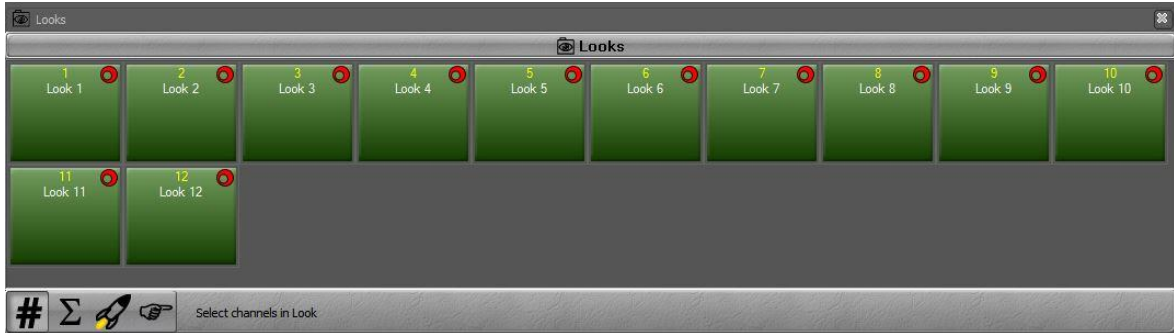 Looks
Looks
1 2 3 4 5 6 7 8 9 10
Look 1 Look 2 Look 3 Look 4 Look 5 Look 6 Look 7 Look 8 Look 9 Look 10
11 12
Look 11 Look 12
# Σ Select channels in Look